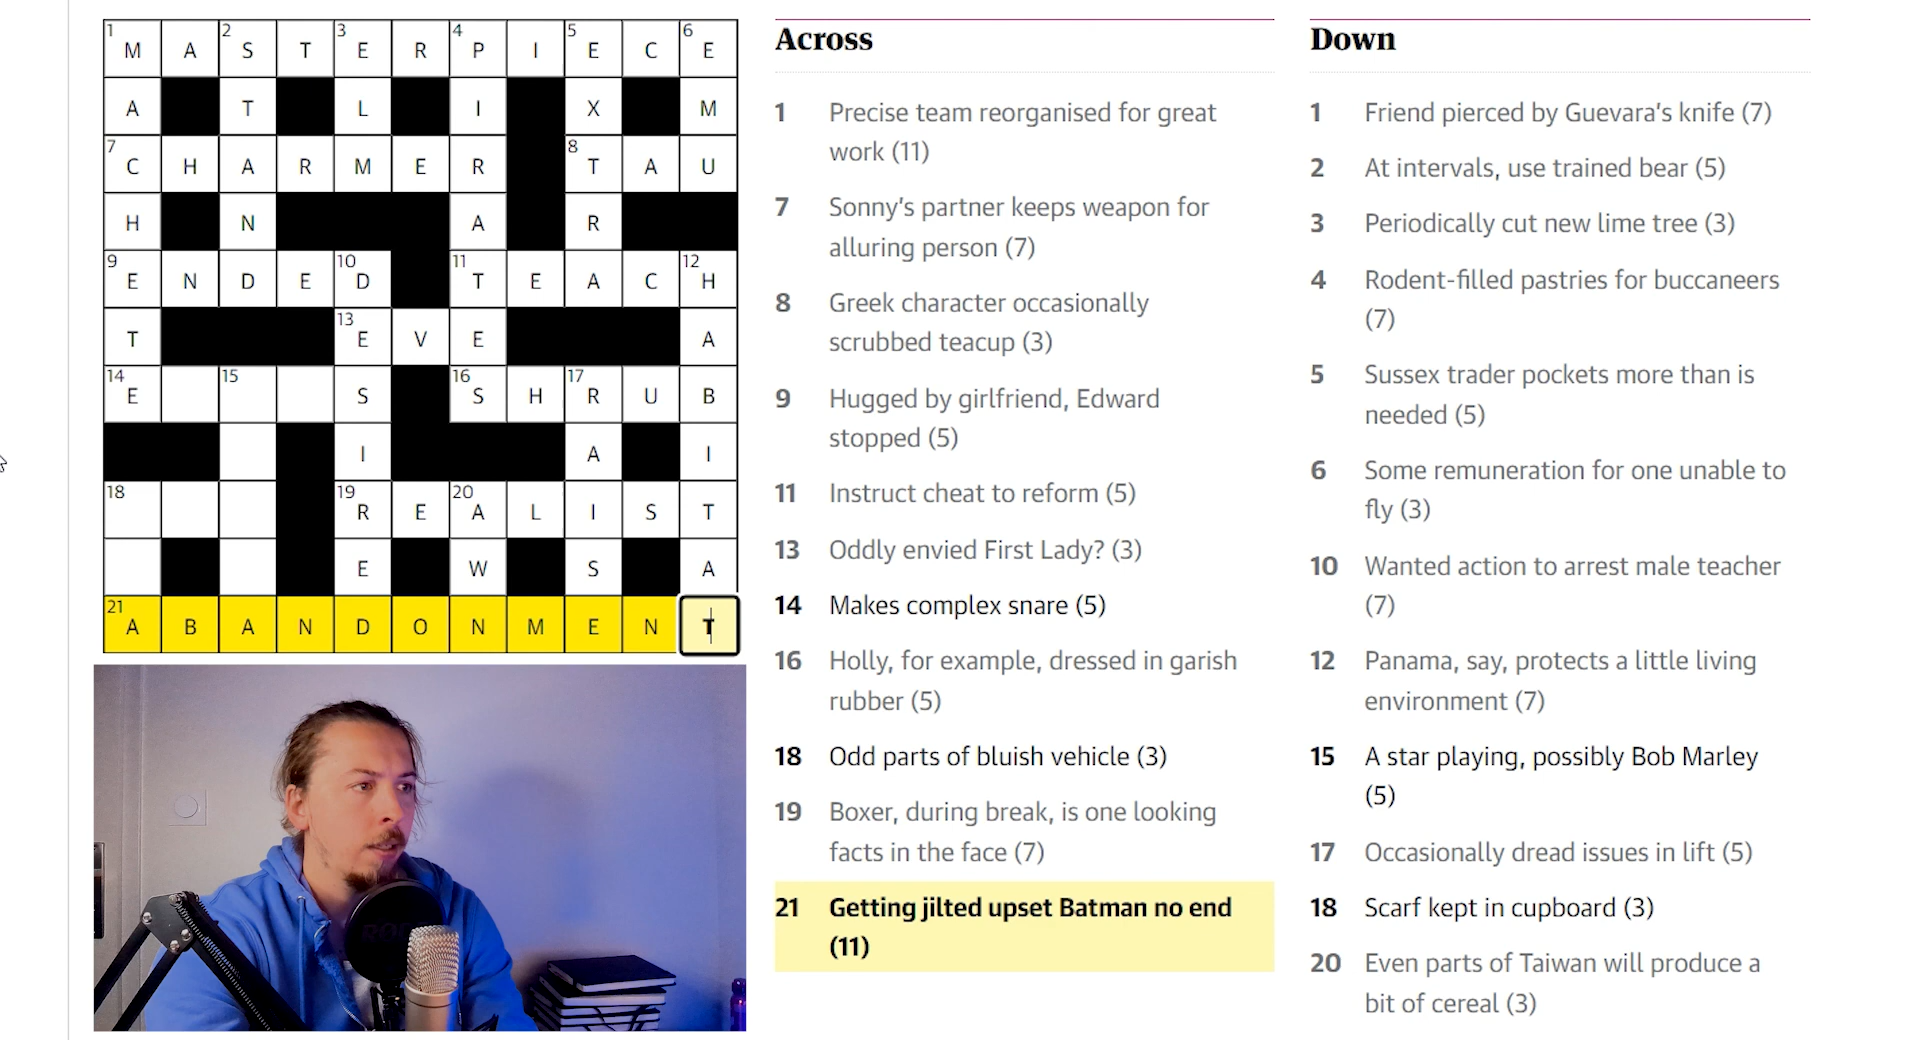 1 2 3 4 5 6
M A S T E R P I E C E
A T L I X M
7 8
C H A R M E R T A U
H N A R
9 10 11 12
E N D E D T E A C H
13
T E V E A
14 15 16 17
E S S H R U B
I A I
18 19 20
R E A L I S T
E W S A
21
A B A N D O N M E N T
Across
1 Precise team reorganised for great
work (11)
7 Sonny's partner keeps weapon for
alluring person (7)
8 Greek character occasionally
scrubbed teacup (3)
9 Hugged by girlfriend, Edward
stopped (5)
11 Instruct cheat to reform (5)
13 Oddly envied First Lady? (3)
14 Makes complex snare (5)
16 Holly, for example, dressed in garish
rubber (5)
18 Odd parts of bluish vehicle (3)
19 Boxer, during break, is one looking
facts in the face (7)
21 Getting jilted upset Batman no end
(11)
Down
1 Friend pierced by Guevara's knife (7)
2 At intervals, use trained bear (5)
3 Periodically cut new lime tree (3)
4 Rodent-filled pastries for buccaneers
(7)
5 Sussex trader pockets more than is
needed (5)
6 Some remuneration for one unable to
fly (3)
10 Wanted action to arrest male teacher
(7)
12 Panama, say, protects a little living
environment (7)
15 A star playing, possibly Bob Marley
(5)
17 Occasionally dread issues in lift (5)
18 Scarf kept in cupboard (3)
20 Even parts of Taiwan will produce a
bit of cereal (3)